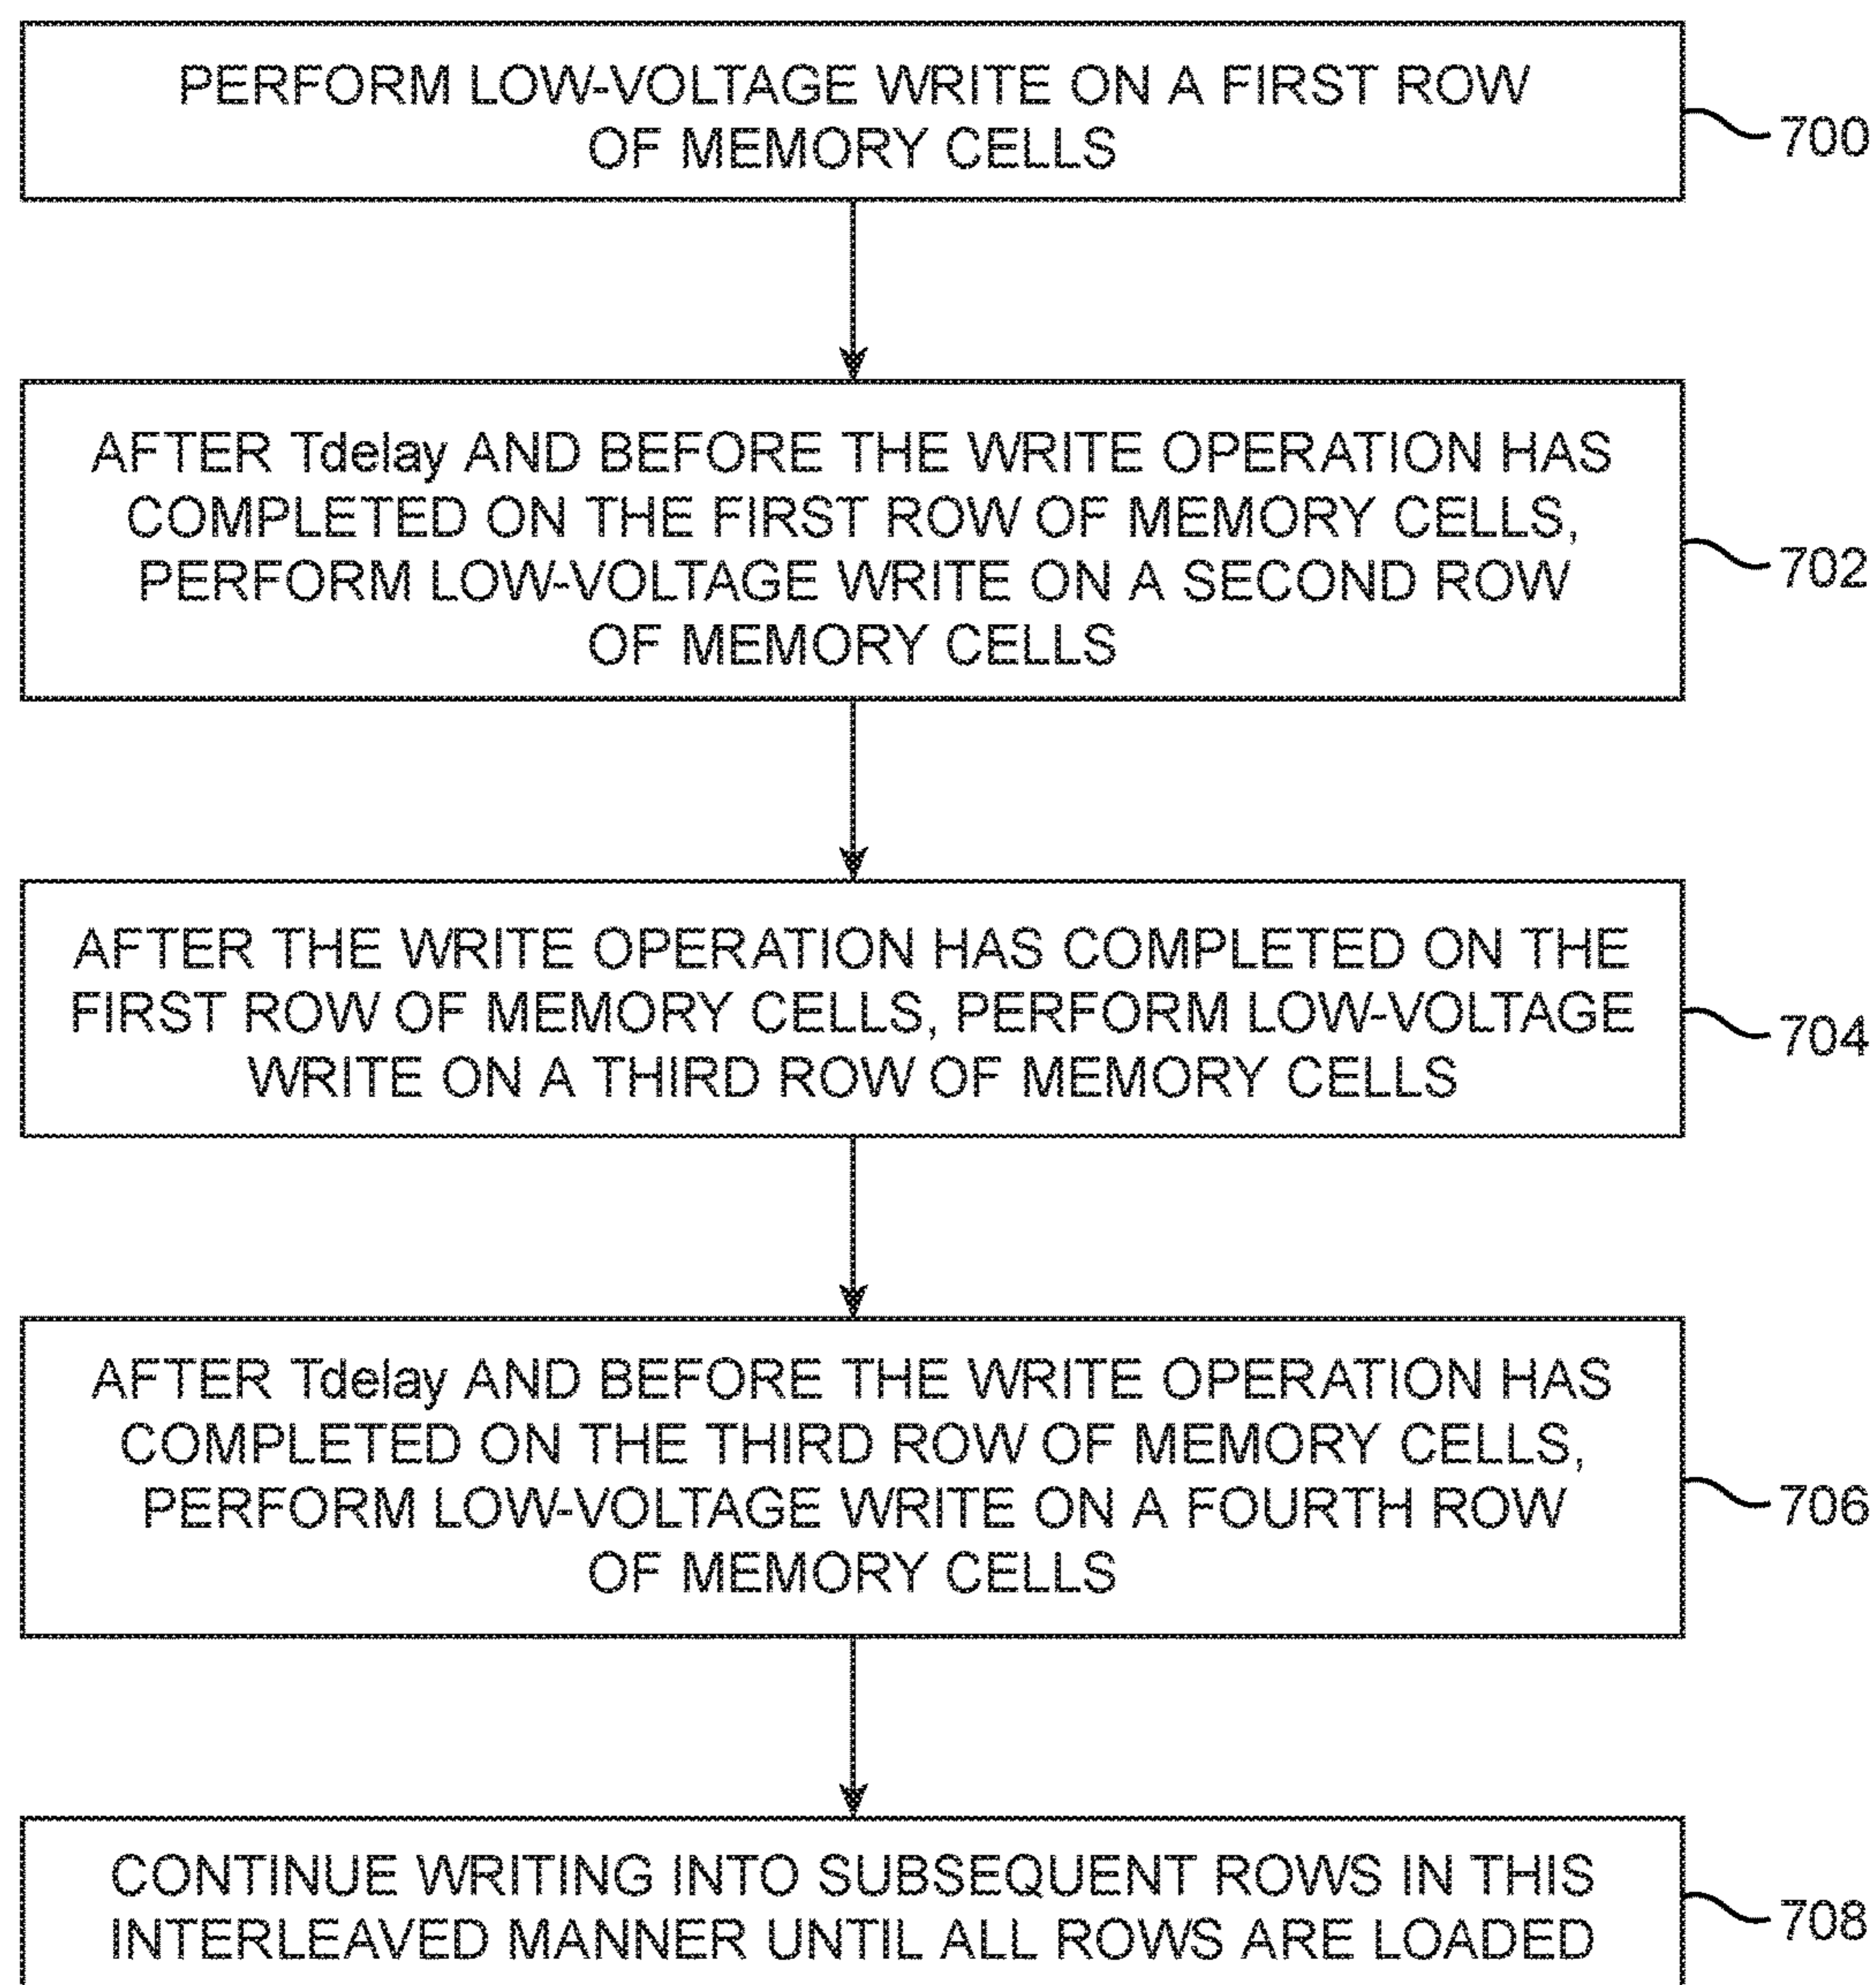 PERFORM LOW-VOLTAGE WRITE ON A FIRST ROW
OF MEMORY CELLS
700
AFTER Tdelay AND BEFORE THE WRITE OPERATION HAS
COMPLETED ON THE FIRST ROW OF MEMORY CELLS,
PERFORM LOW-VOLTAGE WRITE ON A SECOND ROW
OF MEMORY CELLS
702
AFTER THE WRITE OPERATION HAS COMPLETED ON THE
FIRST ROW OF MEMORY CELLS, PERFORM LOW-VOLTAGE
WRITE ON A THIRD ROW OF MEMORY CELLS
704
AFTER Tdelay AND BEFORE THE WRITE OPERATION HAS
COMPLETED ON THE THIRD ROW OF MEMORY CELLS,
PERFORM LOW-VOLTAGE WRITE ON A FOURTH ROW
OF MEMORY CELLS
706
CONTINUE WRITING INTO SUBSEQUENT ROWS IN THIS
INTERLEAVED MANNER UNTIL ALL ROWS ARE LOADED
708